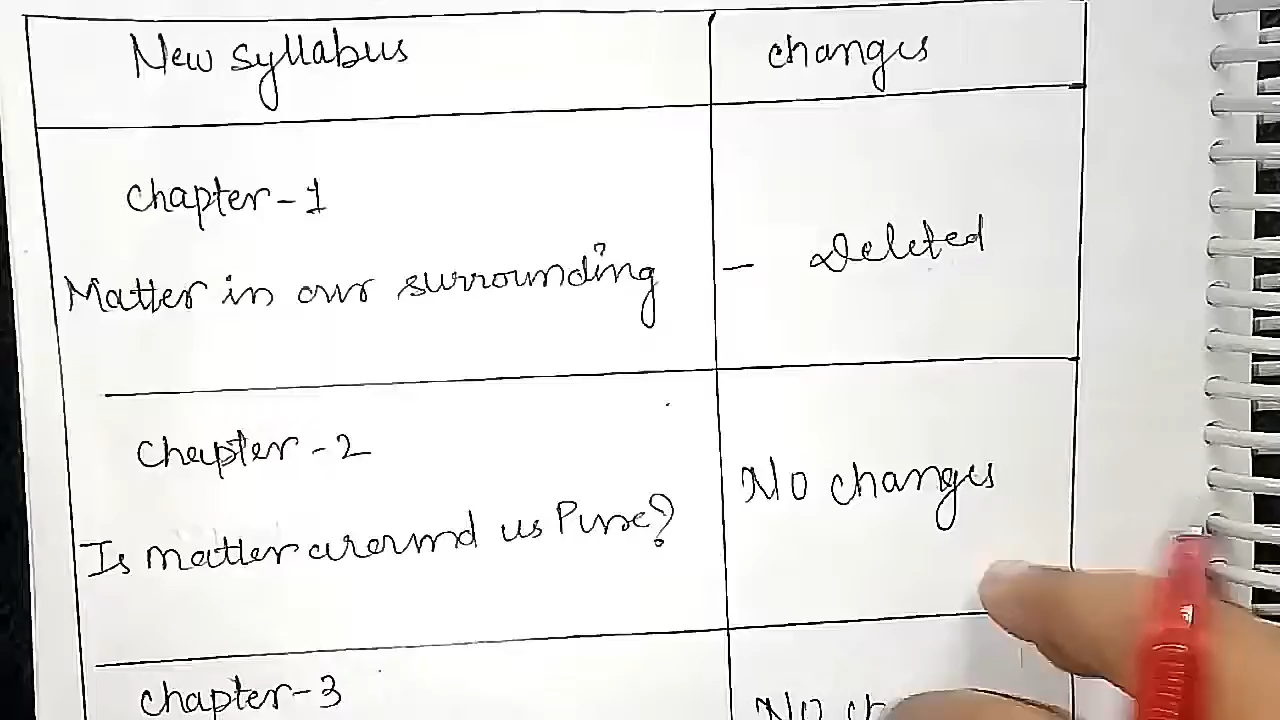 New syllabus changes
Chapter-1
Matter in our surrounding - Deleted
Chapter-2
Is matter around us Pure? No changes
Chapter-3 No